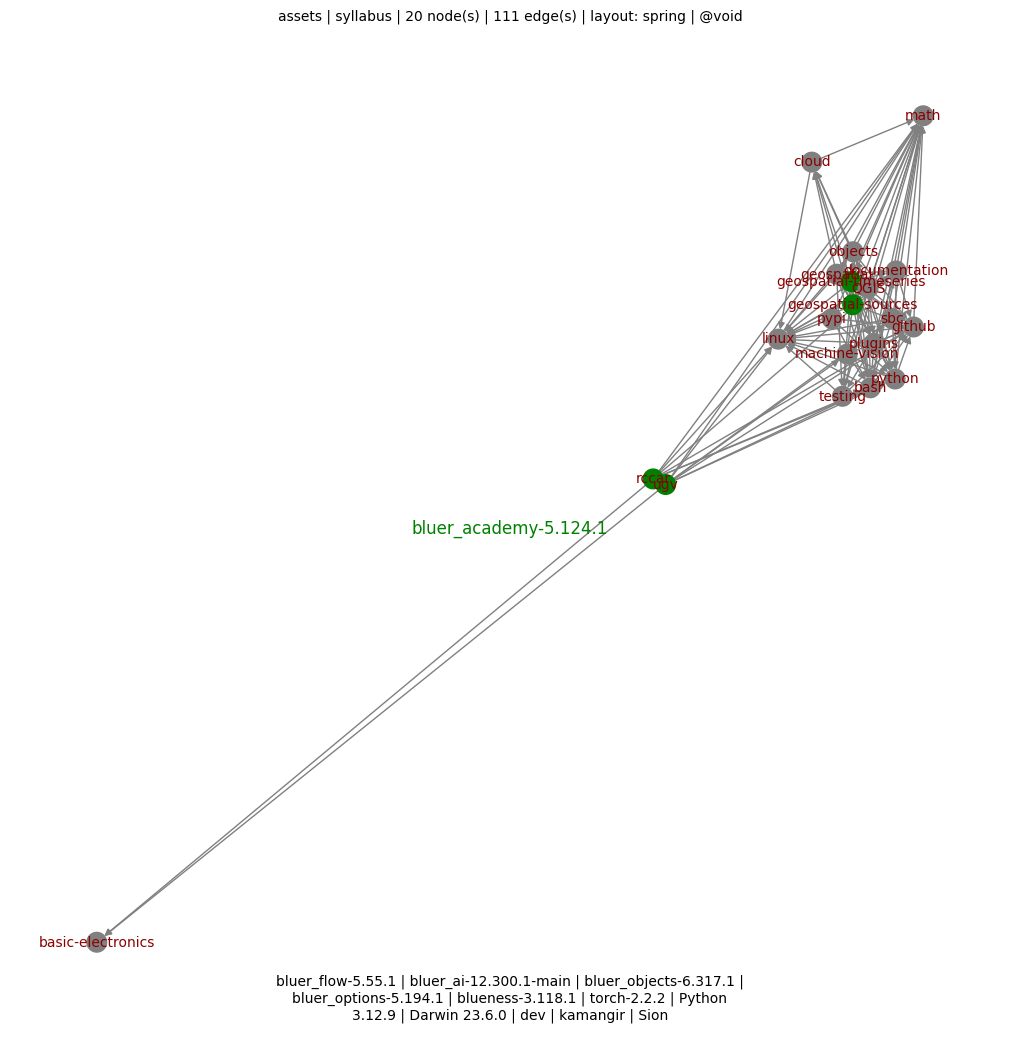 assets | syllabus | 20 node(s) | 111 edge(s) | layout: spring | @void
math
cloud
objects
documentation
geospatial
geospatial-timeseries
QGIS
geospatial-sources
pypi
sbc
github
linux
plugins
machine-vision
python
bash
testing
rccar
ugv
bluer_academy-5.124.1
basic-electronics
bluer_flow-5.55.1 | bluer_ai-12.300.1-main | bluer_objects-6.317.1 |
bluer_options-5.194.1 | blueness-3.118.1 | torch-2.2.2 | Python
3.12.9 | Darwin 23.6.0 | dev | kamangir | Sion